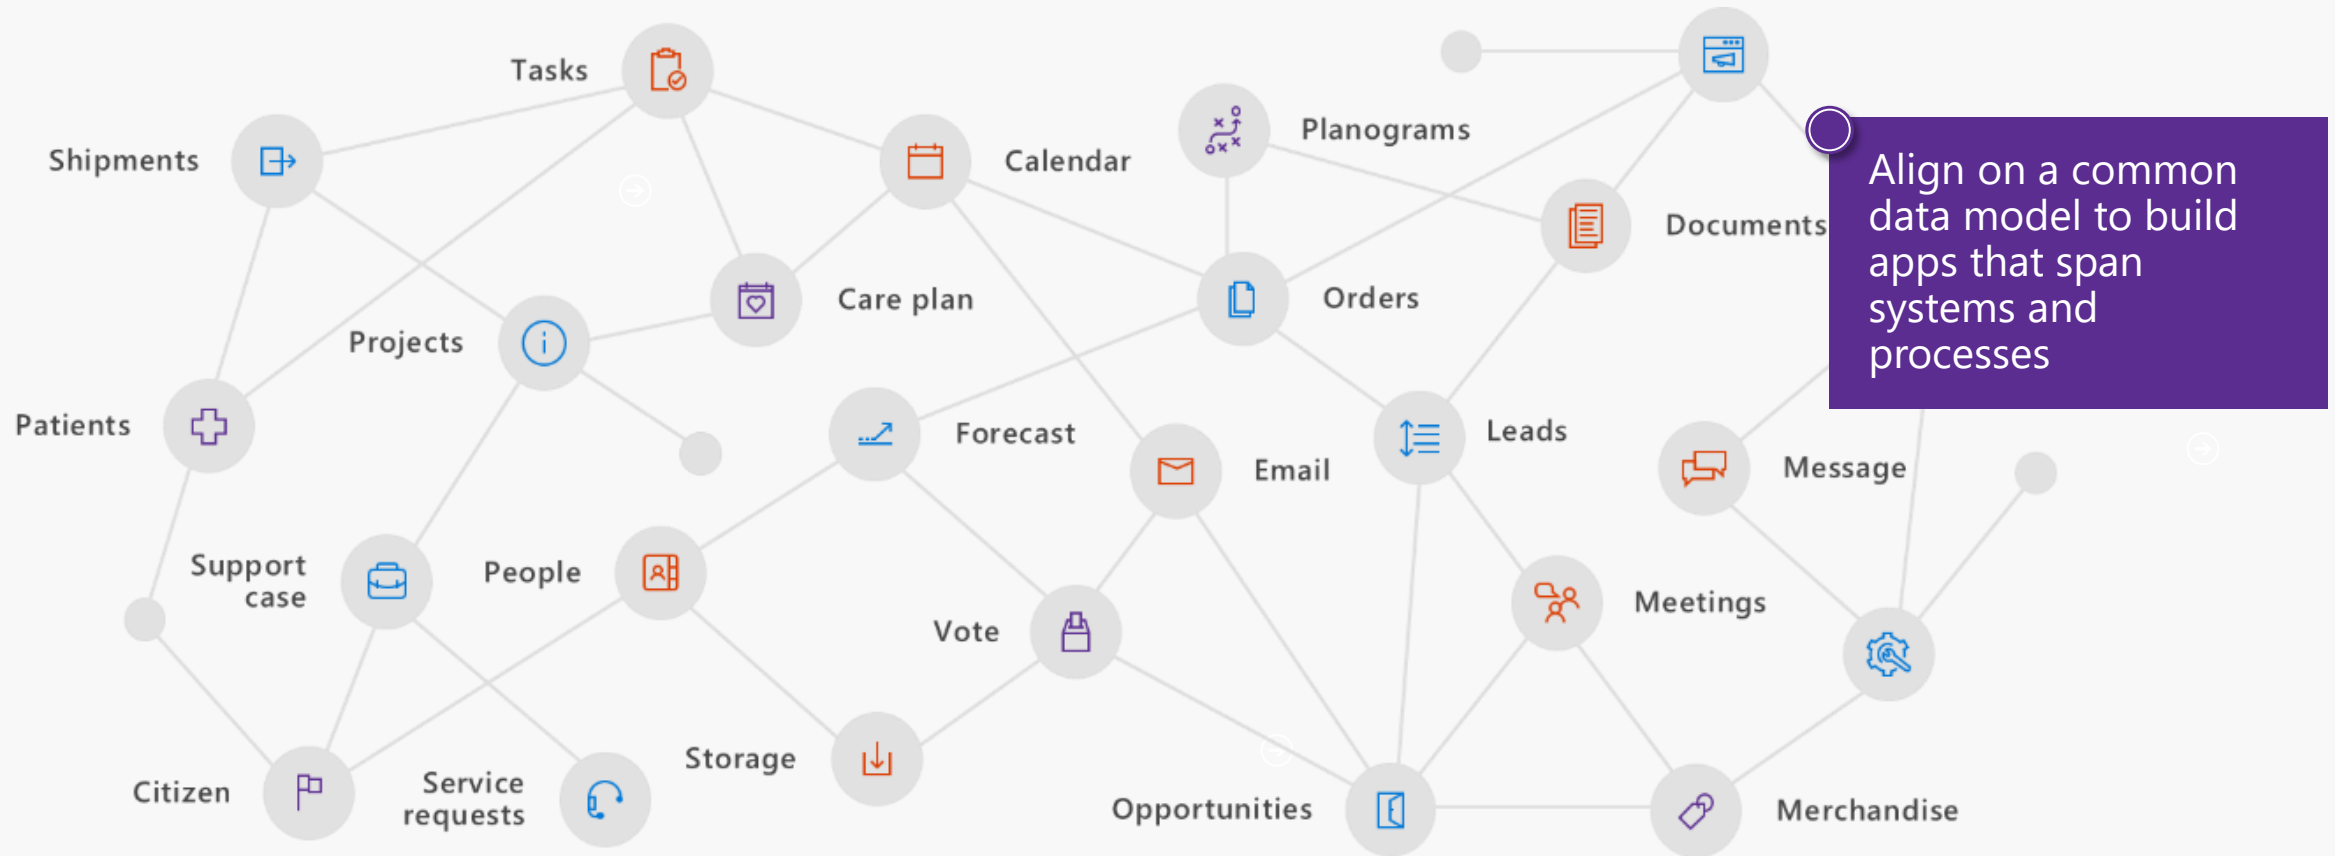 Tasks
Shipments
Calendar
Planograms
Documents
Align on a common
data model to build
apps that span
systems and
processes
Care plan
Orders
Projects
Patients
Forecast
Email
Leads
Message
Support
case
People
Vote
Meetings
Storage
Citizen
Service
requests
Opportunities
Merchandise